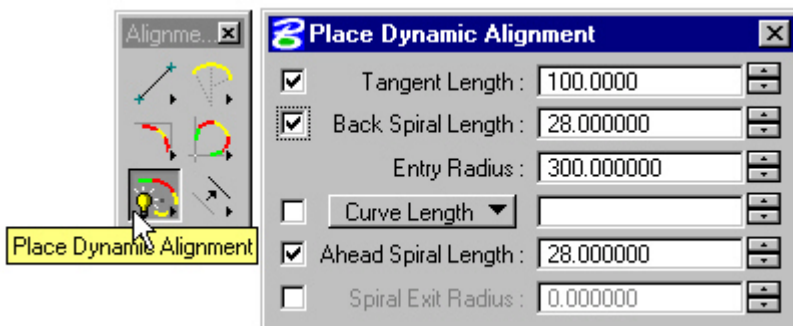 Alignme...
Place Dynamic Alignment
Tangent Length : 100.0000
Back Spiral Length : 28.000000
Entry Radius : 300.000000
Curve Length
Ahead Spiral Length : 28.000000
Spiral Exit Radius : 0.000000
Place Dynamic Alignment